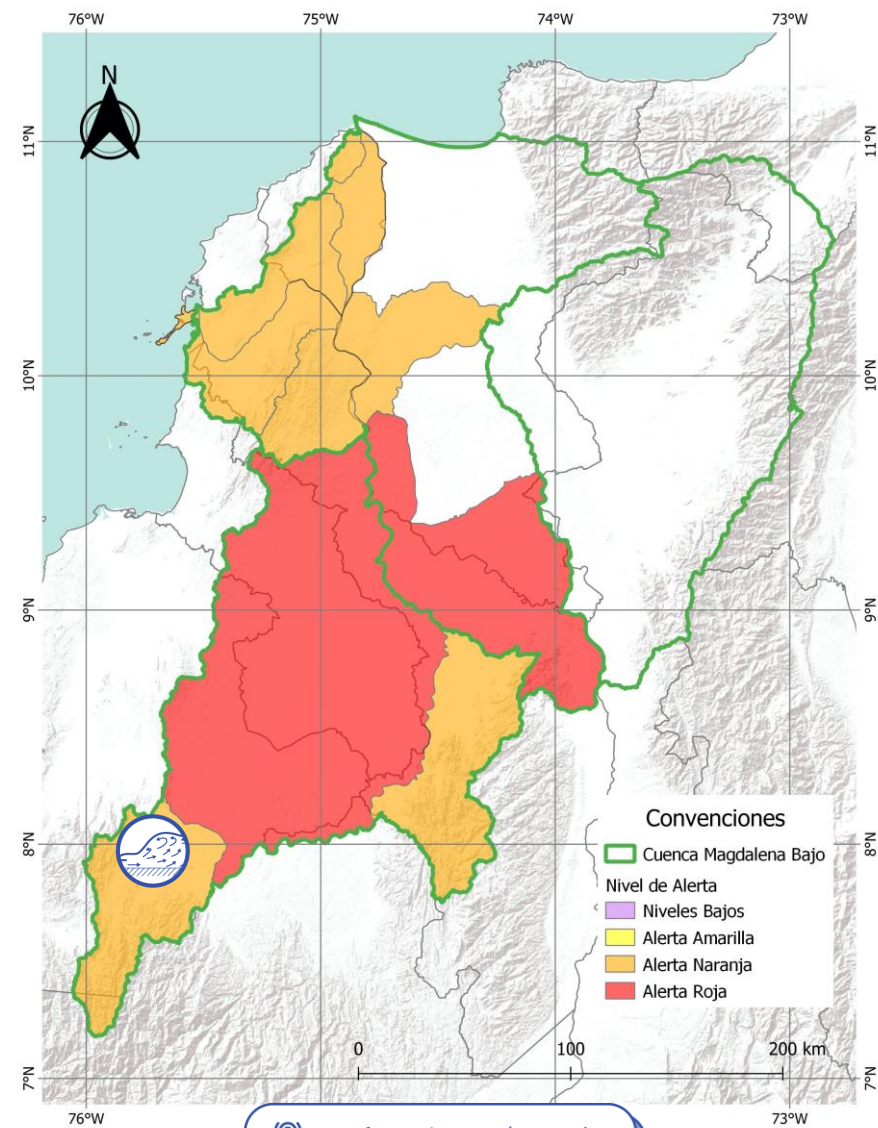 76°W 75°W 74°W 73°W
N
11°N 11°N
10°N 10°N
9°N 9°N
8°N 8°N
7°N 7°N
Convenciones
Cuenca Magdalena Bajo
Nivel de Alerta
Niveles Bajos
Alerta Amarilla
Alerta Naranja
Alerta Roja
0 100 200 km
76°W 73°W